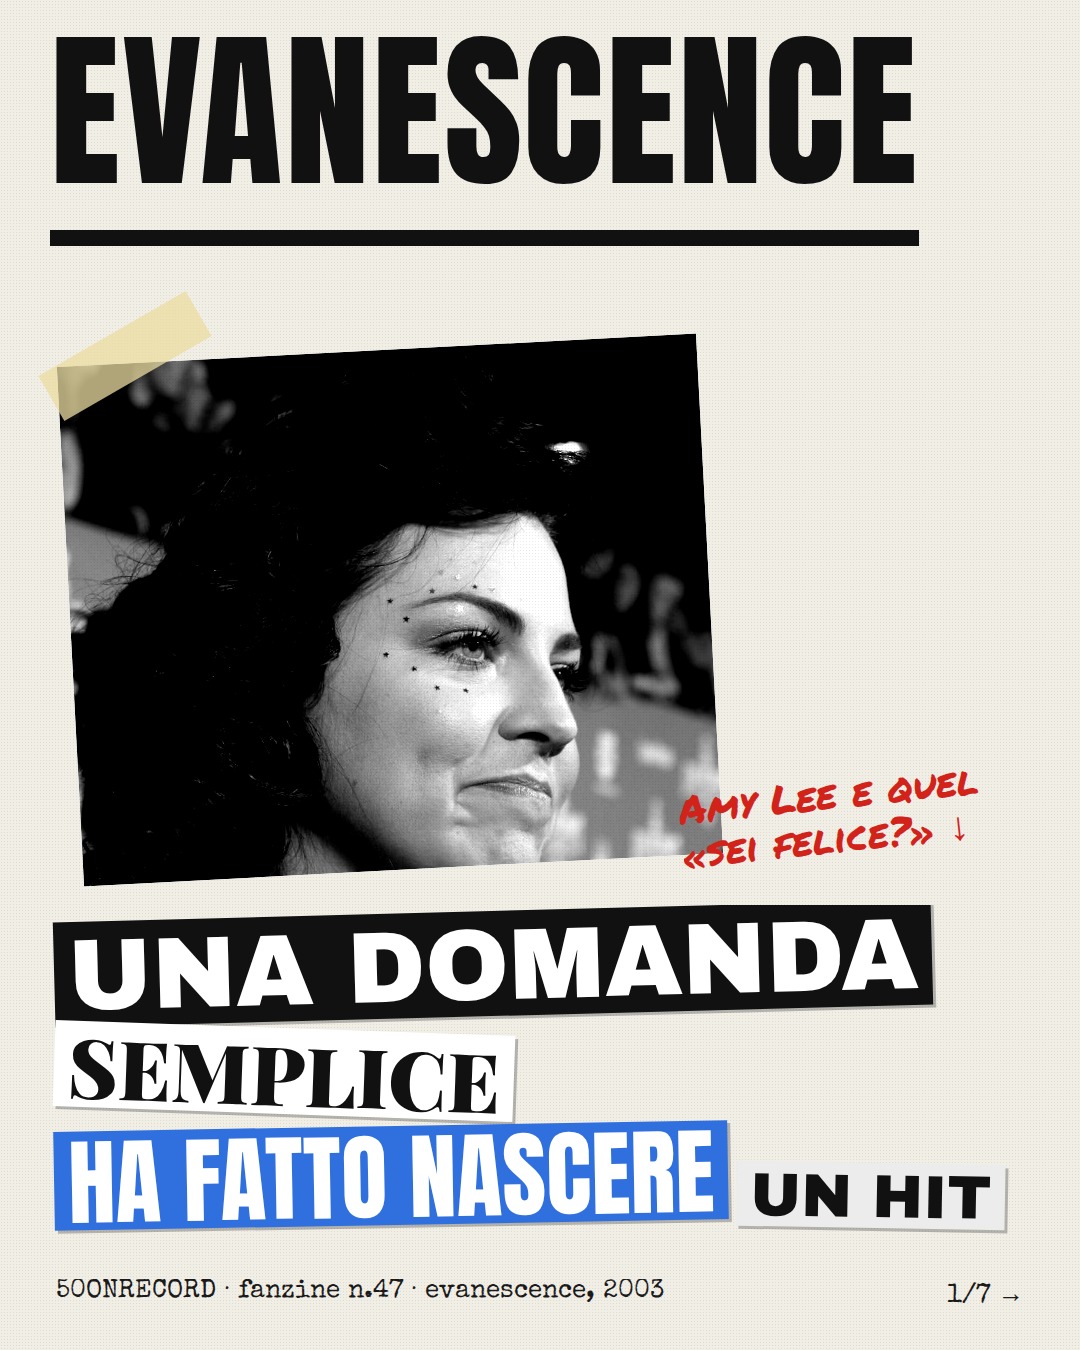 EVANESCENCE
AMY LEE E QUEL
«SEI FELICE?» ↓
UNA DOMANDA
SEMPLICE
HA FATTO NASCERE
UN HIT
500NRECORD · fanzine n.47 · evanescence, 2003
1/7 →